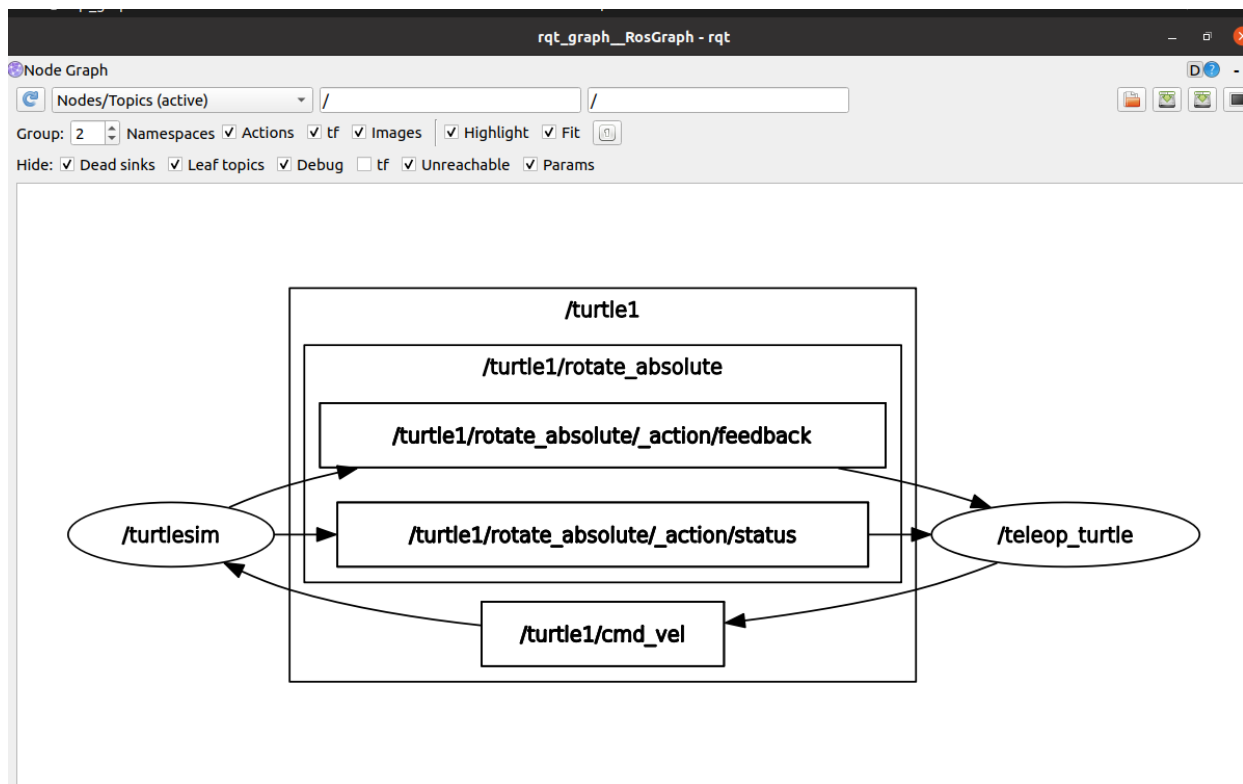 rqt_graph__RosGraph - rqt
Node Graph
D ? -
Nodes/Topics (active) / /
Group: 2 Namespaces Actions tf Images Highlight Fit
Hide: Dead sinks Leaf topics Debug tf Unreachable Params
/turtle1
/turtle1/rotate_absolute
/turtle1/rotate_absolute/_action/feedback
/turtlesim
/turtle1/rotate_absolute/_action/status
/teleop_turtle
/turtle1/cmd_vel